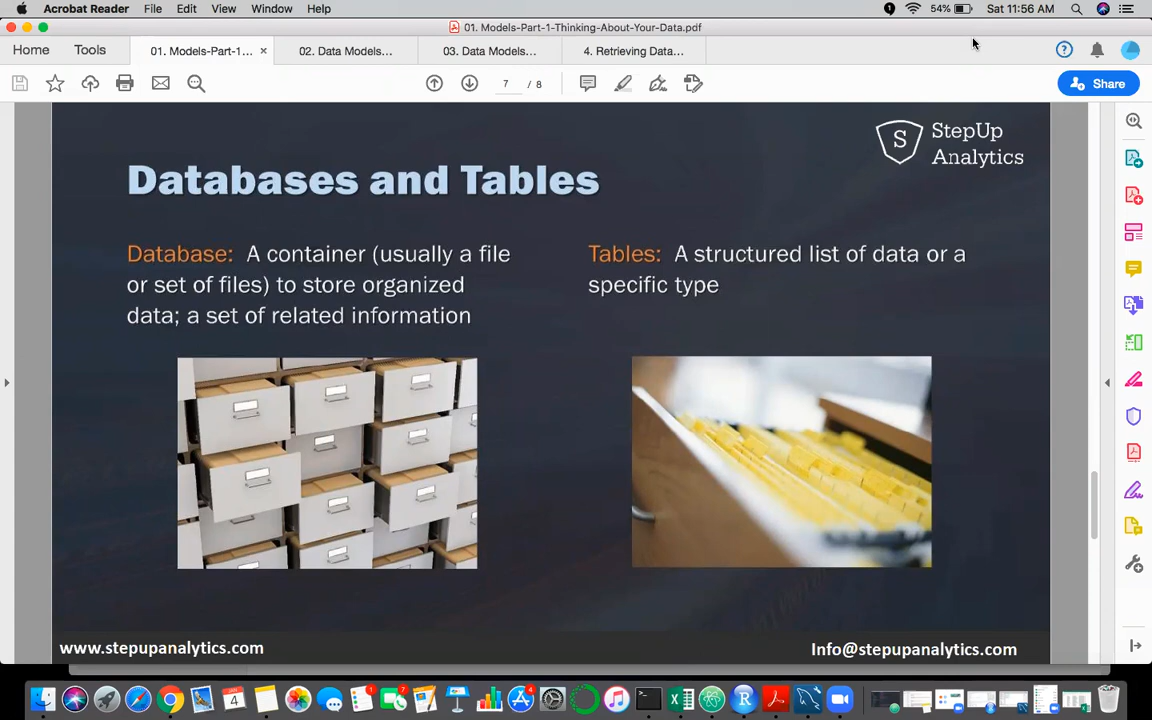 Acrobat Reader File Edit View Window Help 54% Sat 11:56 AM
01. Models-Part-1-Thinking-About-Your-Data.pdf
Home Tools 01. Models-Part-1... × 02. Data Models... 03. Data Models... 4. Retrieving Data...
7 / 8 Share
S StepUp
Analytics
Databases and Tables
Database: A container (usually a file
or set of files) to store organized
data; a set of related information
Tables: A structured list of data or a
specific type
www.stepupanalytics.com Info@stepupanalytics.com